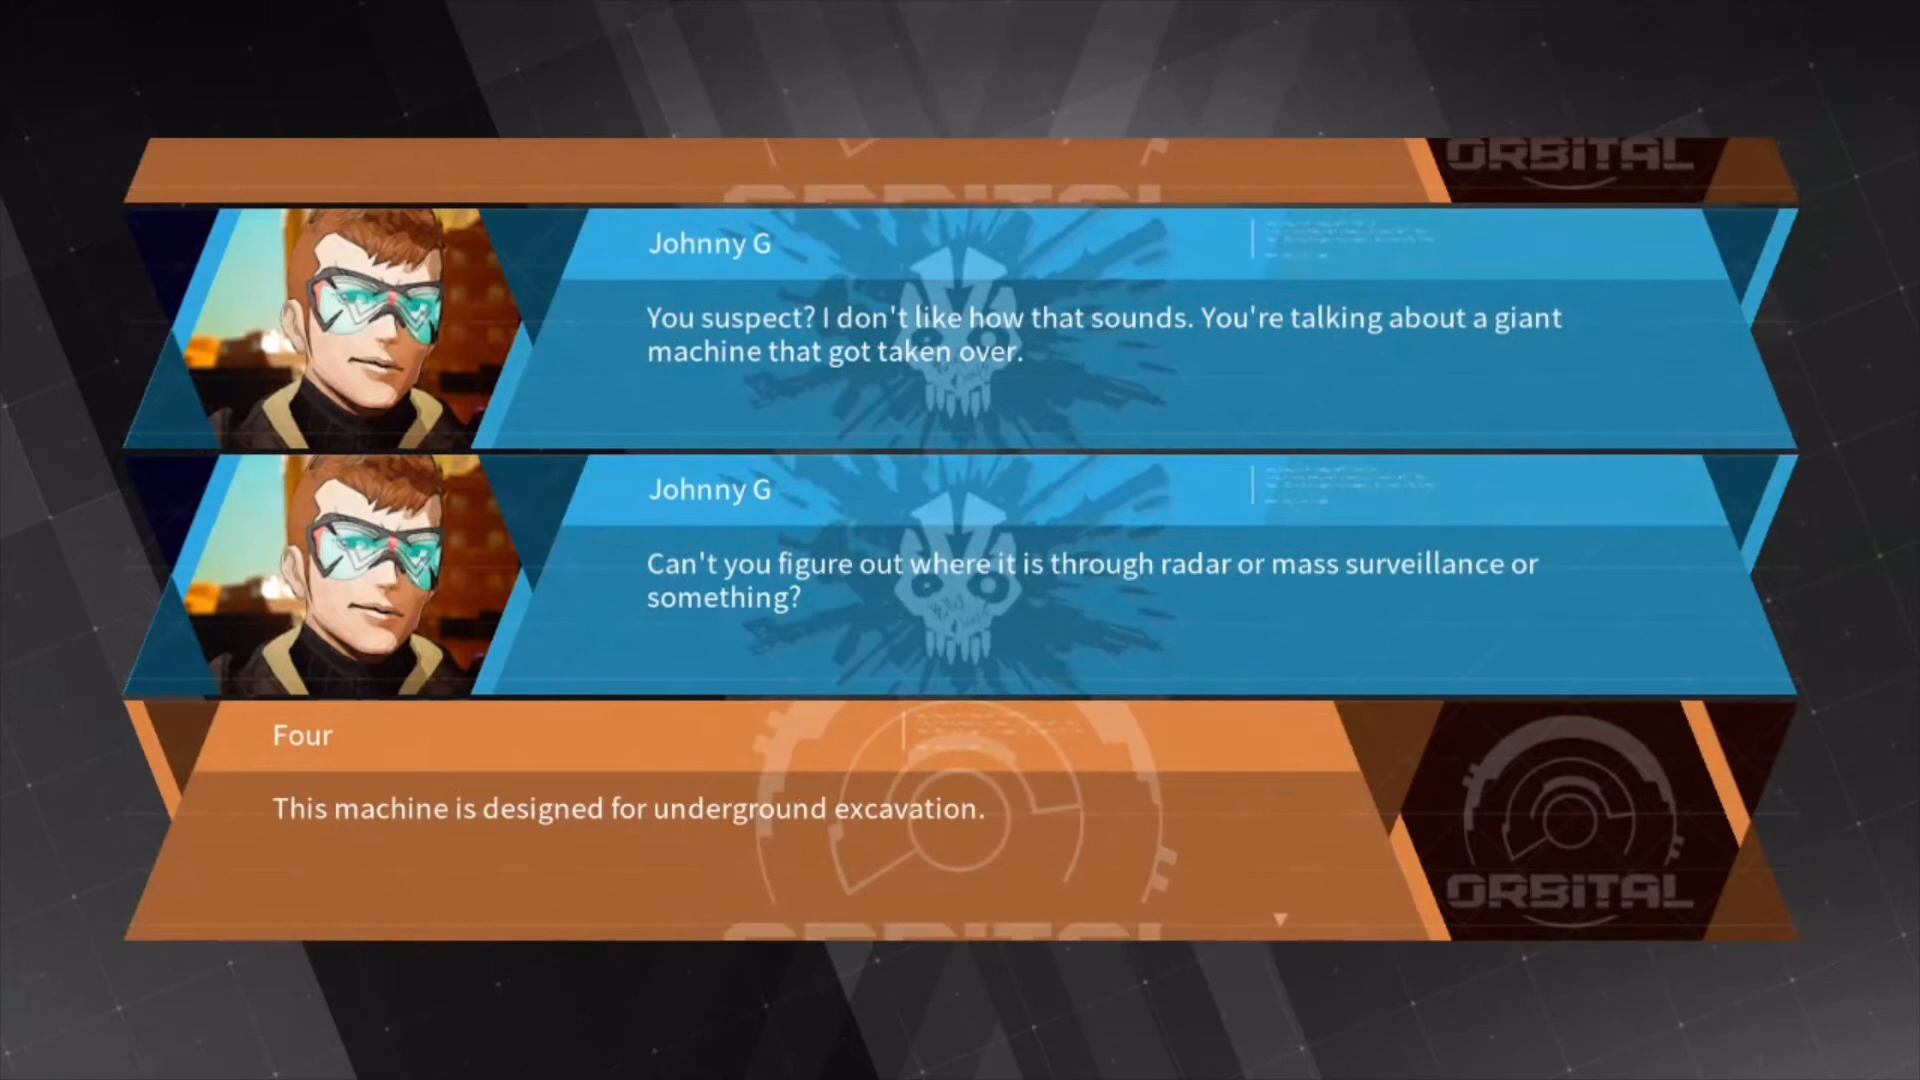 ORBITAL
Johnny G
You suspect? I don't like how that sounds. You're talking about a giant
machine that got taken over.
Johnny G
Can't you figure out where it is through radar or mass surveillance or
something?
Four
This machine is designed for underground excavation.
ORBITAL